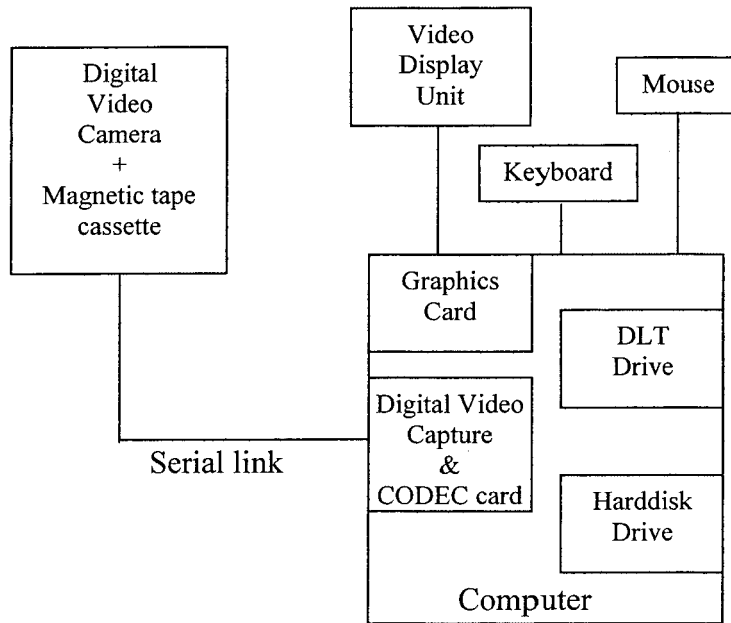 Digital
Video
Camera
+
Magnetic tape
cassette
Video
Display
Unit
Mouse
Keyboard
Graphics
Card
DLT
Drive
Digital Video
Capture
&
CODEC card
Serial link
Harddisk
Drive
Computer